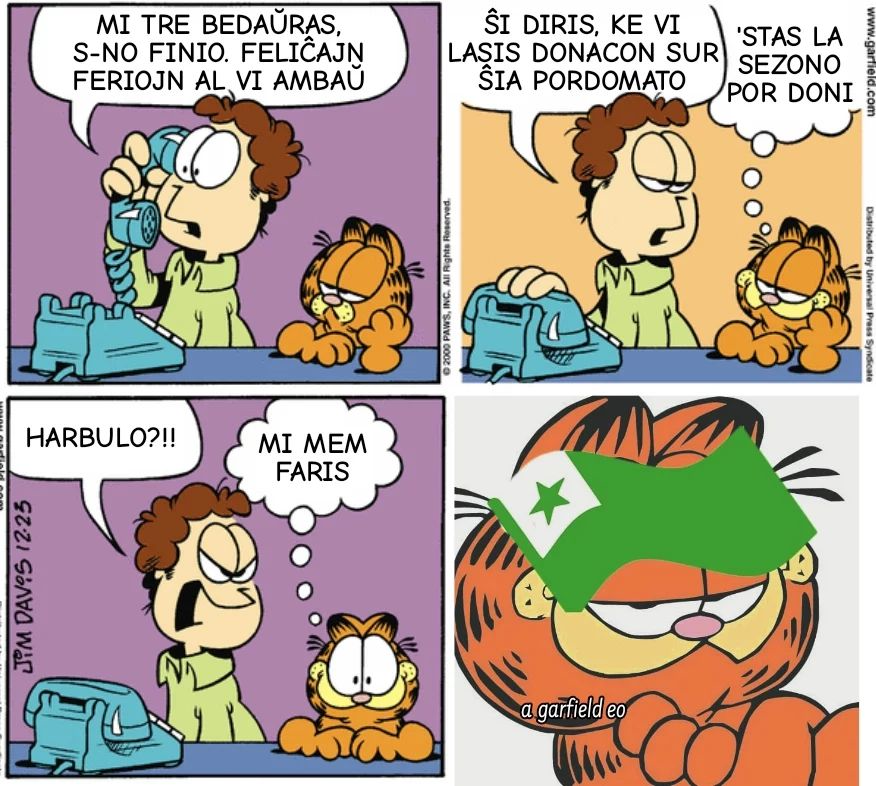 MI TRE BEDAŬRAS,
S-NO FINIO. FELIĈAJN
FERIOJN AL VI AMBAŬ
ŜI DIRIS, KE VI
LASIS DONACON SUR
ŜIA PORDOMATO
'STAS LA
SEZONO
POR DONI
www.garfield.com
© 2000 PAWS, INC. All Rights Reserved.
Distributed by Universal Press Syndicate
HARBULO?!!
MI MEM
FARIS
JIM DAVIS 12·23
a garfield eo